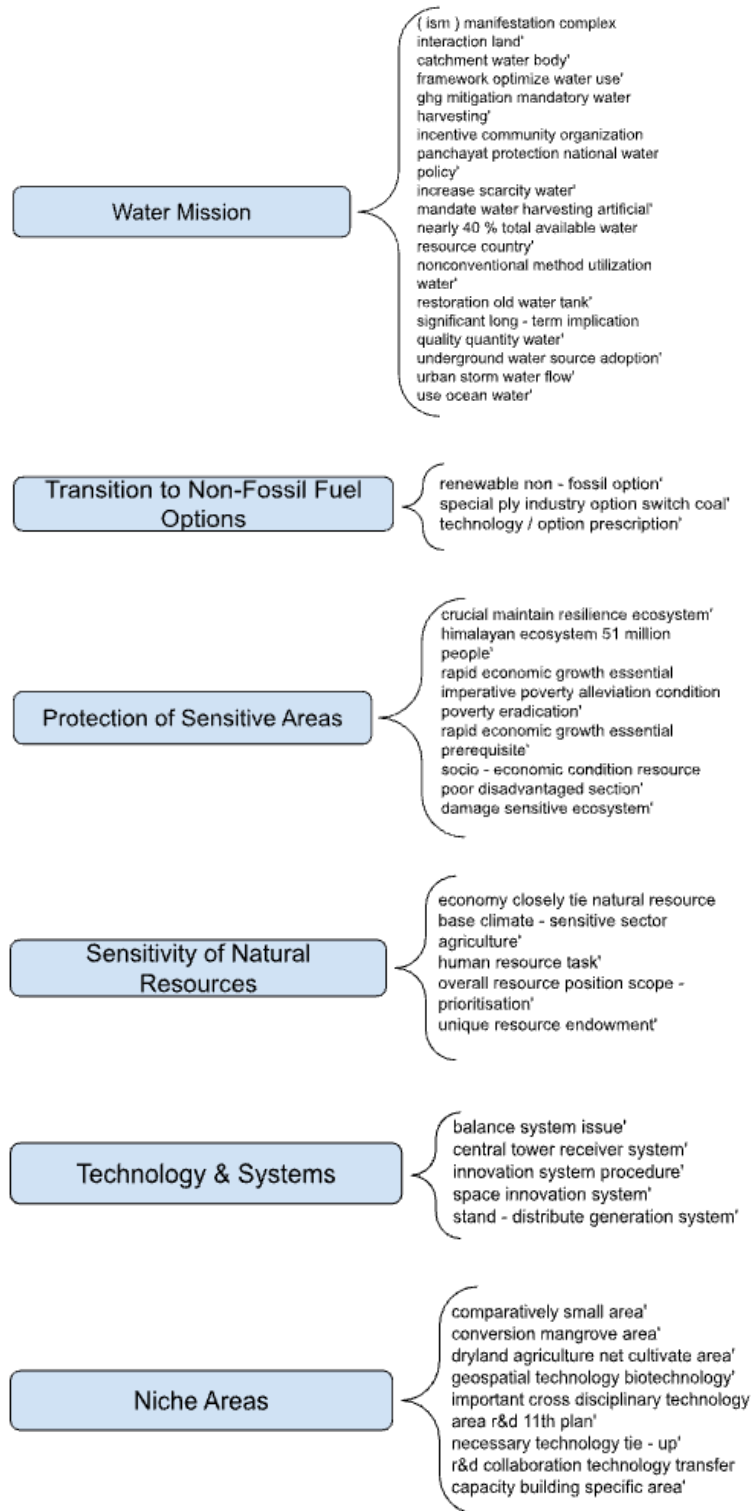 Water Mission
( ism ) manifestation complex
interaction land'
catchment water body'
framework optimize water use'
ghg mitigation mandatory water
harvesting'
incentive community organization
panchayat protection national water
policy'
increase scarcity water'
mandate water harvesting artificial'
nearly 40 % total available water
resource country'
nonconventional method utilization
water'
restoration old water tank'
significant long - term implication
quality quantity water'
underground water source adoption'
urban storm water flow'
use ocean water'
Transition to Non-Fossil Fuel
Options
renewable non - fossil option'
special ply industry option switch coal'
technology / option prescription'
Protection of Sensitive Areas
crucial maintain resilience ecosystem'
himalayan ecosystem 51 million
people'
rapid economic growth essential
imperative poverty alleviation condition
poverty eradication'
rapid economic growth essential
prerequisite'
socio - economic condition resource
poor disadvantaged section'
damage sensitive ecosystem'
Sensitivity of Natural
Resources
economy closely tie natural resource
base climate - sensitive sector
agriculture'
human resource task'
overall resource position scope -
prioritisation'
unique resource endowment'
Technology & Systems
balance system issue'
central tower receiver system'
innovation system procedure'
space innovation system'
stand - distribute generation system'
Niche Areas
comparatively small area'
conversion mangrove area'
dryland agriculture net cultivate area'
geospatial technology biotechnology'
important cross disciplinary technology
area r&d 11th plan'
necessary technology tie - up'
r&d collaboration technology transfer
capacity building specific area'